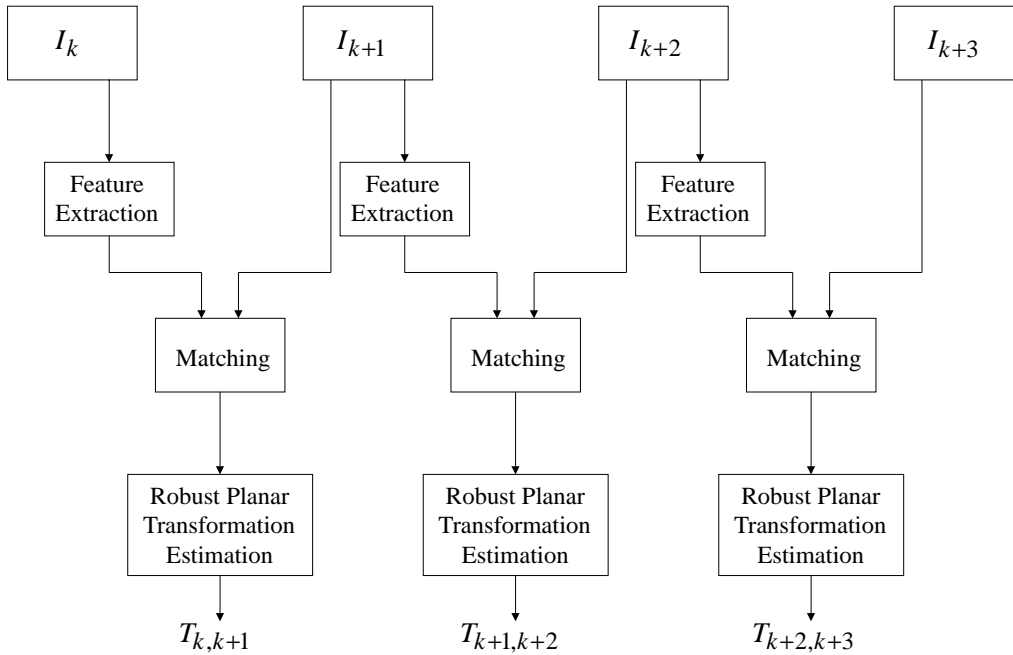 I_k
I_{k+1}
I_{k+2}
I_{k+3}
Feature
Extraction
Feature
Extraction
Feature
Extraction
Matching
Matching
Matching
Robust Planar
Transformation
Estimation
Robust Planar
Transformation
Estimation
Robust Planar
Transformation
Estimation
T_{k,k+1}
T_{k+1,k+2}
T_{k+2,k+3}